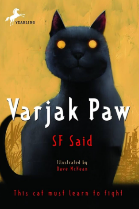 YEARLING
Varjak Paw
SF Said
Illustrated by
Dave McKean
This cat must learn to fight